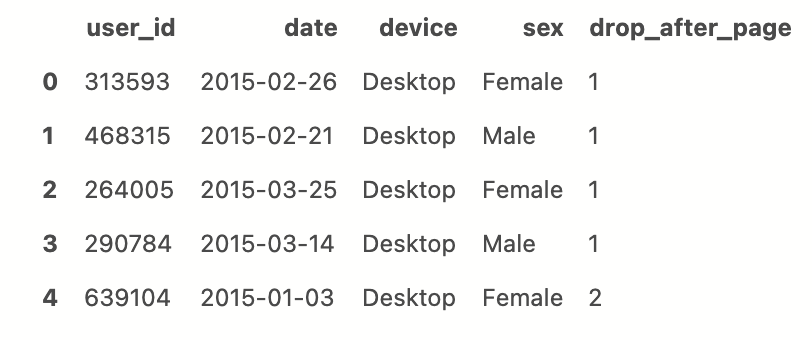 user_id date device sex drop_after_page
0 313593 2015-02-26 Desktop Female 1
1 468315 2015-02-21 Desktop Male 1
2 264005 2015-03-25 Desktop Female 1
3 290784 2015-03-14 Desktop Male 1
4 639104 2015-01-03 Desktop Female 2